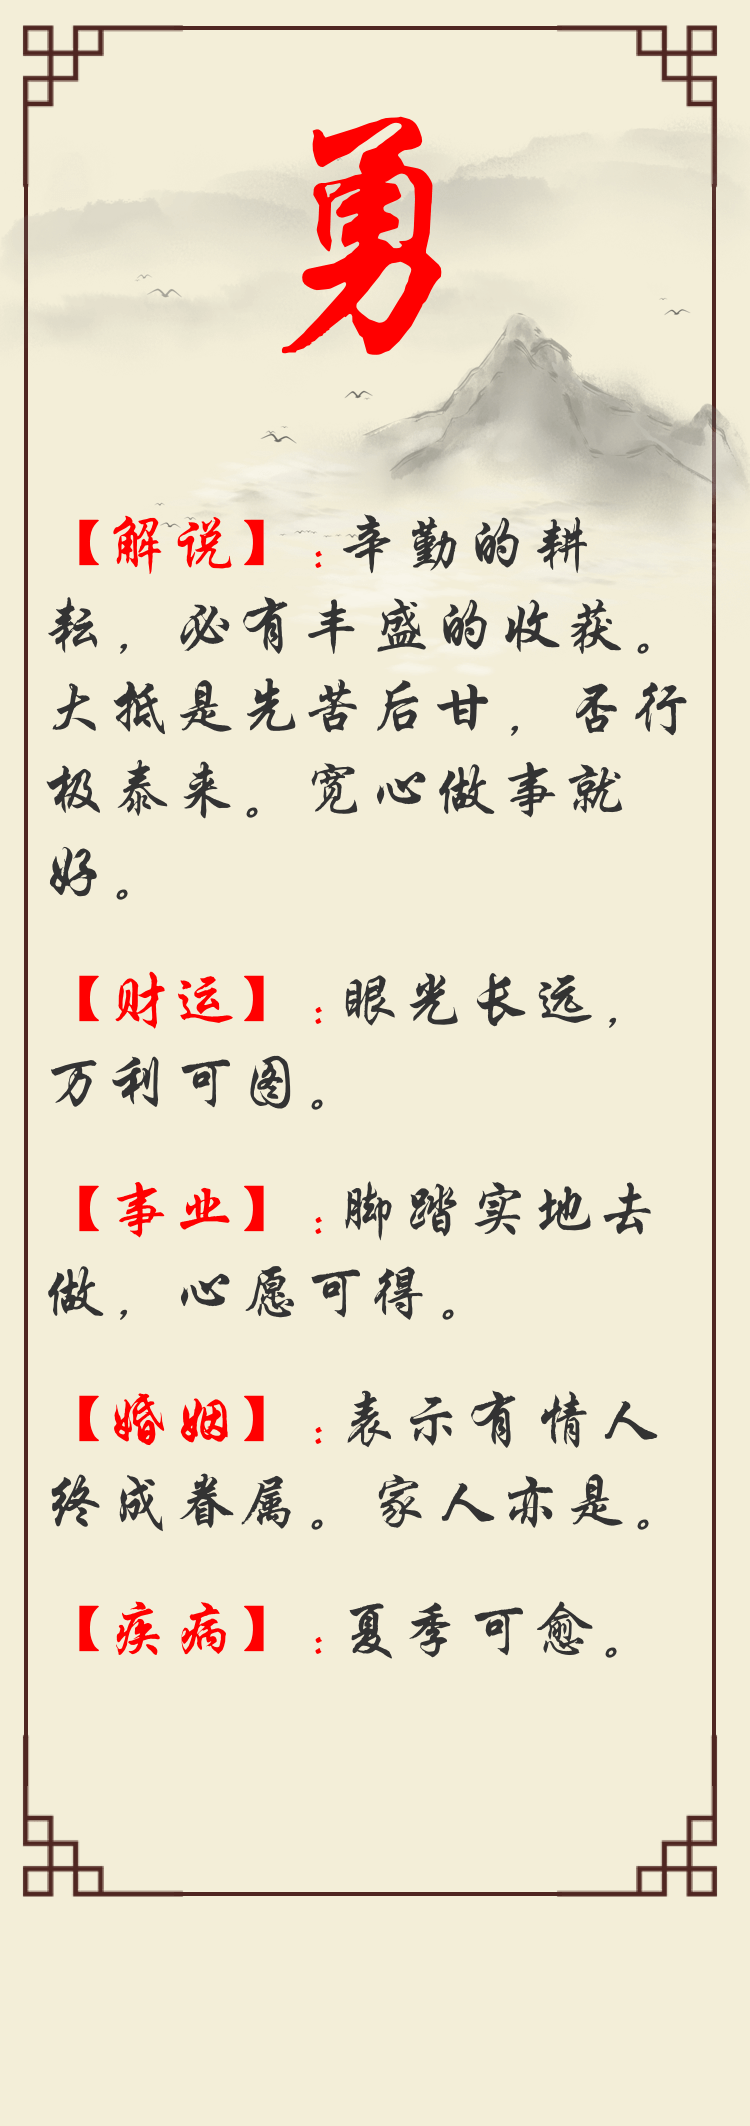 勇
【解说】:辛勤的耕
耘，必有丰盛的收获。
大抵是先苦后甘，否行
极泰来。宽心做事就
好。
【财运】:眼光长远，
万利可图。
【事业】:脚踏实地去
做，心愿可得。
【婚姻】:表示有情人
终成眷属。家人亦是。
【疾病】:夏季可愈。